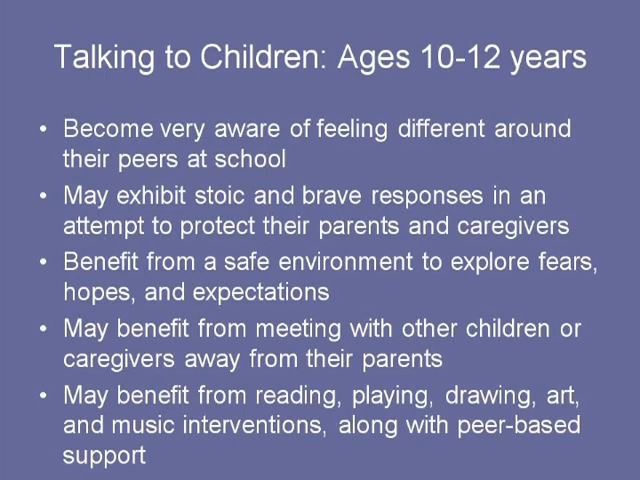 Talking to Children: Ages 10-12 years
• Become very aware of feeling different around
their peers at school
• May exhibit stoic and brave responses in an
attempt to protect their parents and caregivers
• Benefit from a safe environment to explore fears,
hopes, and expectations
• May benefit from meeting with other children or
caregivers away from their parents
• May benefit from reading, playing, drawing, art,
and music interventions, along with peer-based
support